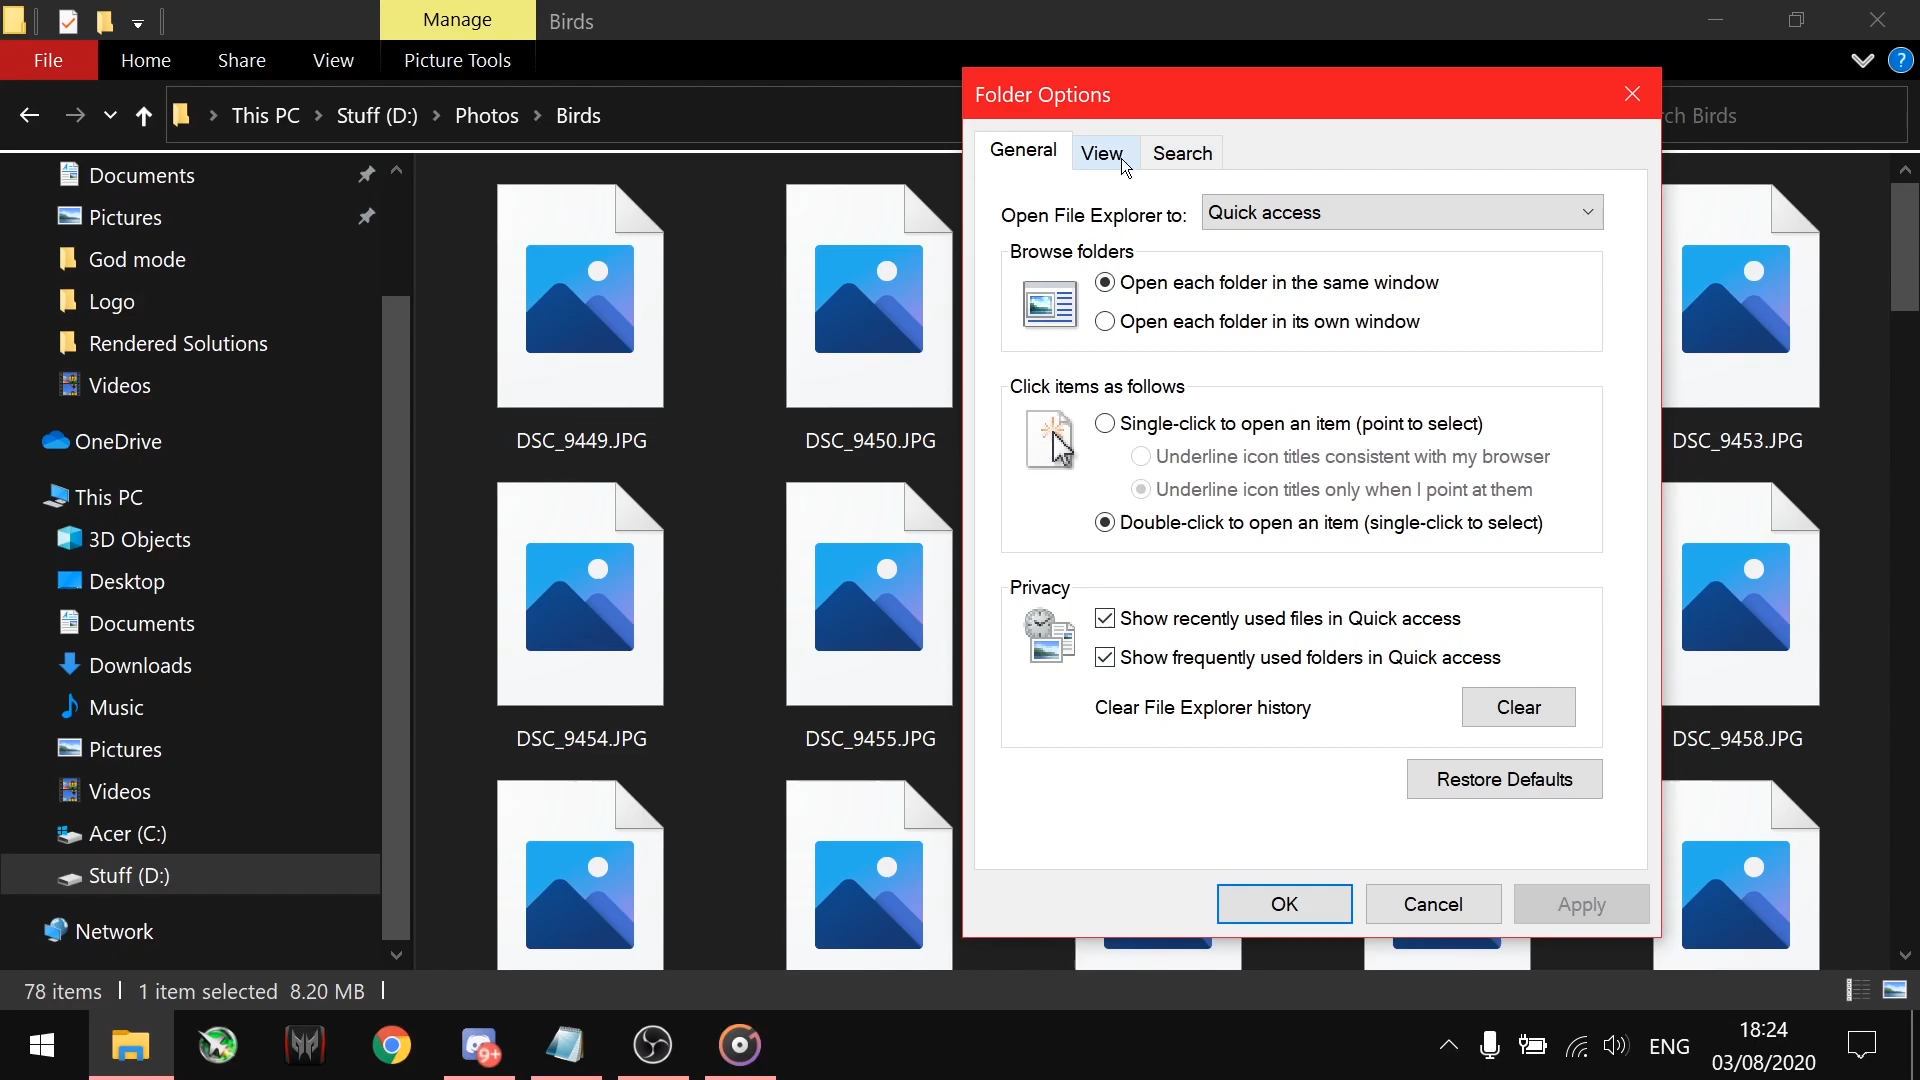 Manage
Birds
File
Home
Share
View
Picture Tools
?
This PC
Stuff (D:)
Photos
Birds
Documents
Pictures
God mode
Logo
Rendered Solutions
Videos
OneDrive
This PC
3D Objects
Desktop
Documents
Downloads
Music
Pictures
Videos
Acer (C:)
Stuff (D:)
Network
DSC_9449.JPG
DSC_9450.JPG
DSC_9453.JPG
DSC_9454.JPG
DSC_9455.JPG
DSC_9458.JPG
Folder Options
General
View
Search
Open File Explorer to:
Quick access
Browse folders
Open each folder in the same window
Open each folder in its own window
Click items as follows
Single-click to open an item (point to select)
Underline icon titles consistent with my browser
Underline icon titles only when I point at them
Double-click to open an item (single-click to select)
Privacy
Show recently used files in Quick access
Show frequently used folders in Quick access
Clear File Explorer history
Clear
Restore Defaults
OK
Cancel
Apply
Birds
78 items
1 item selected 8.20 MB
9+
ENG
18:24
03/08/2020